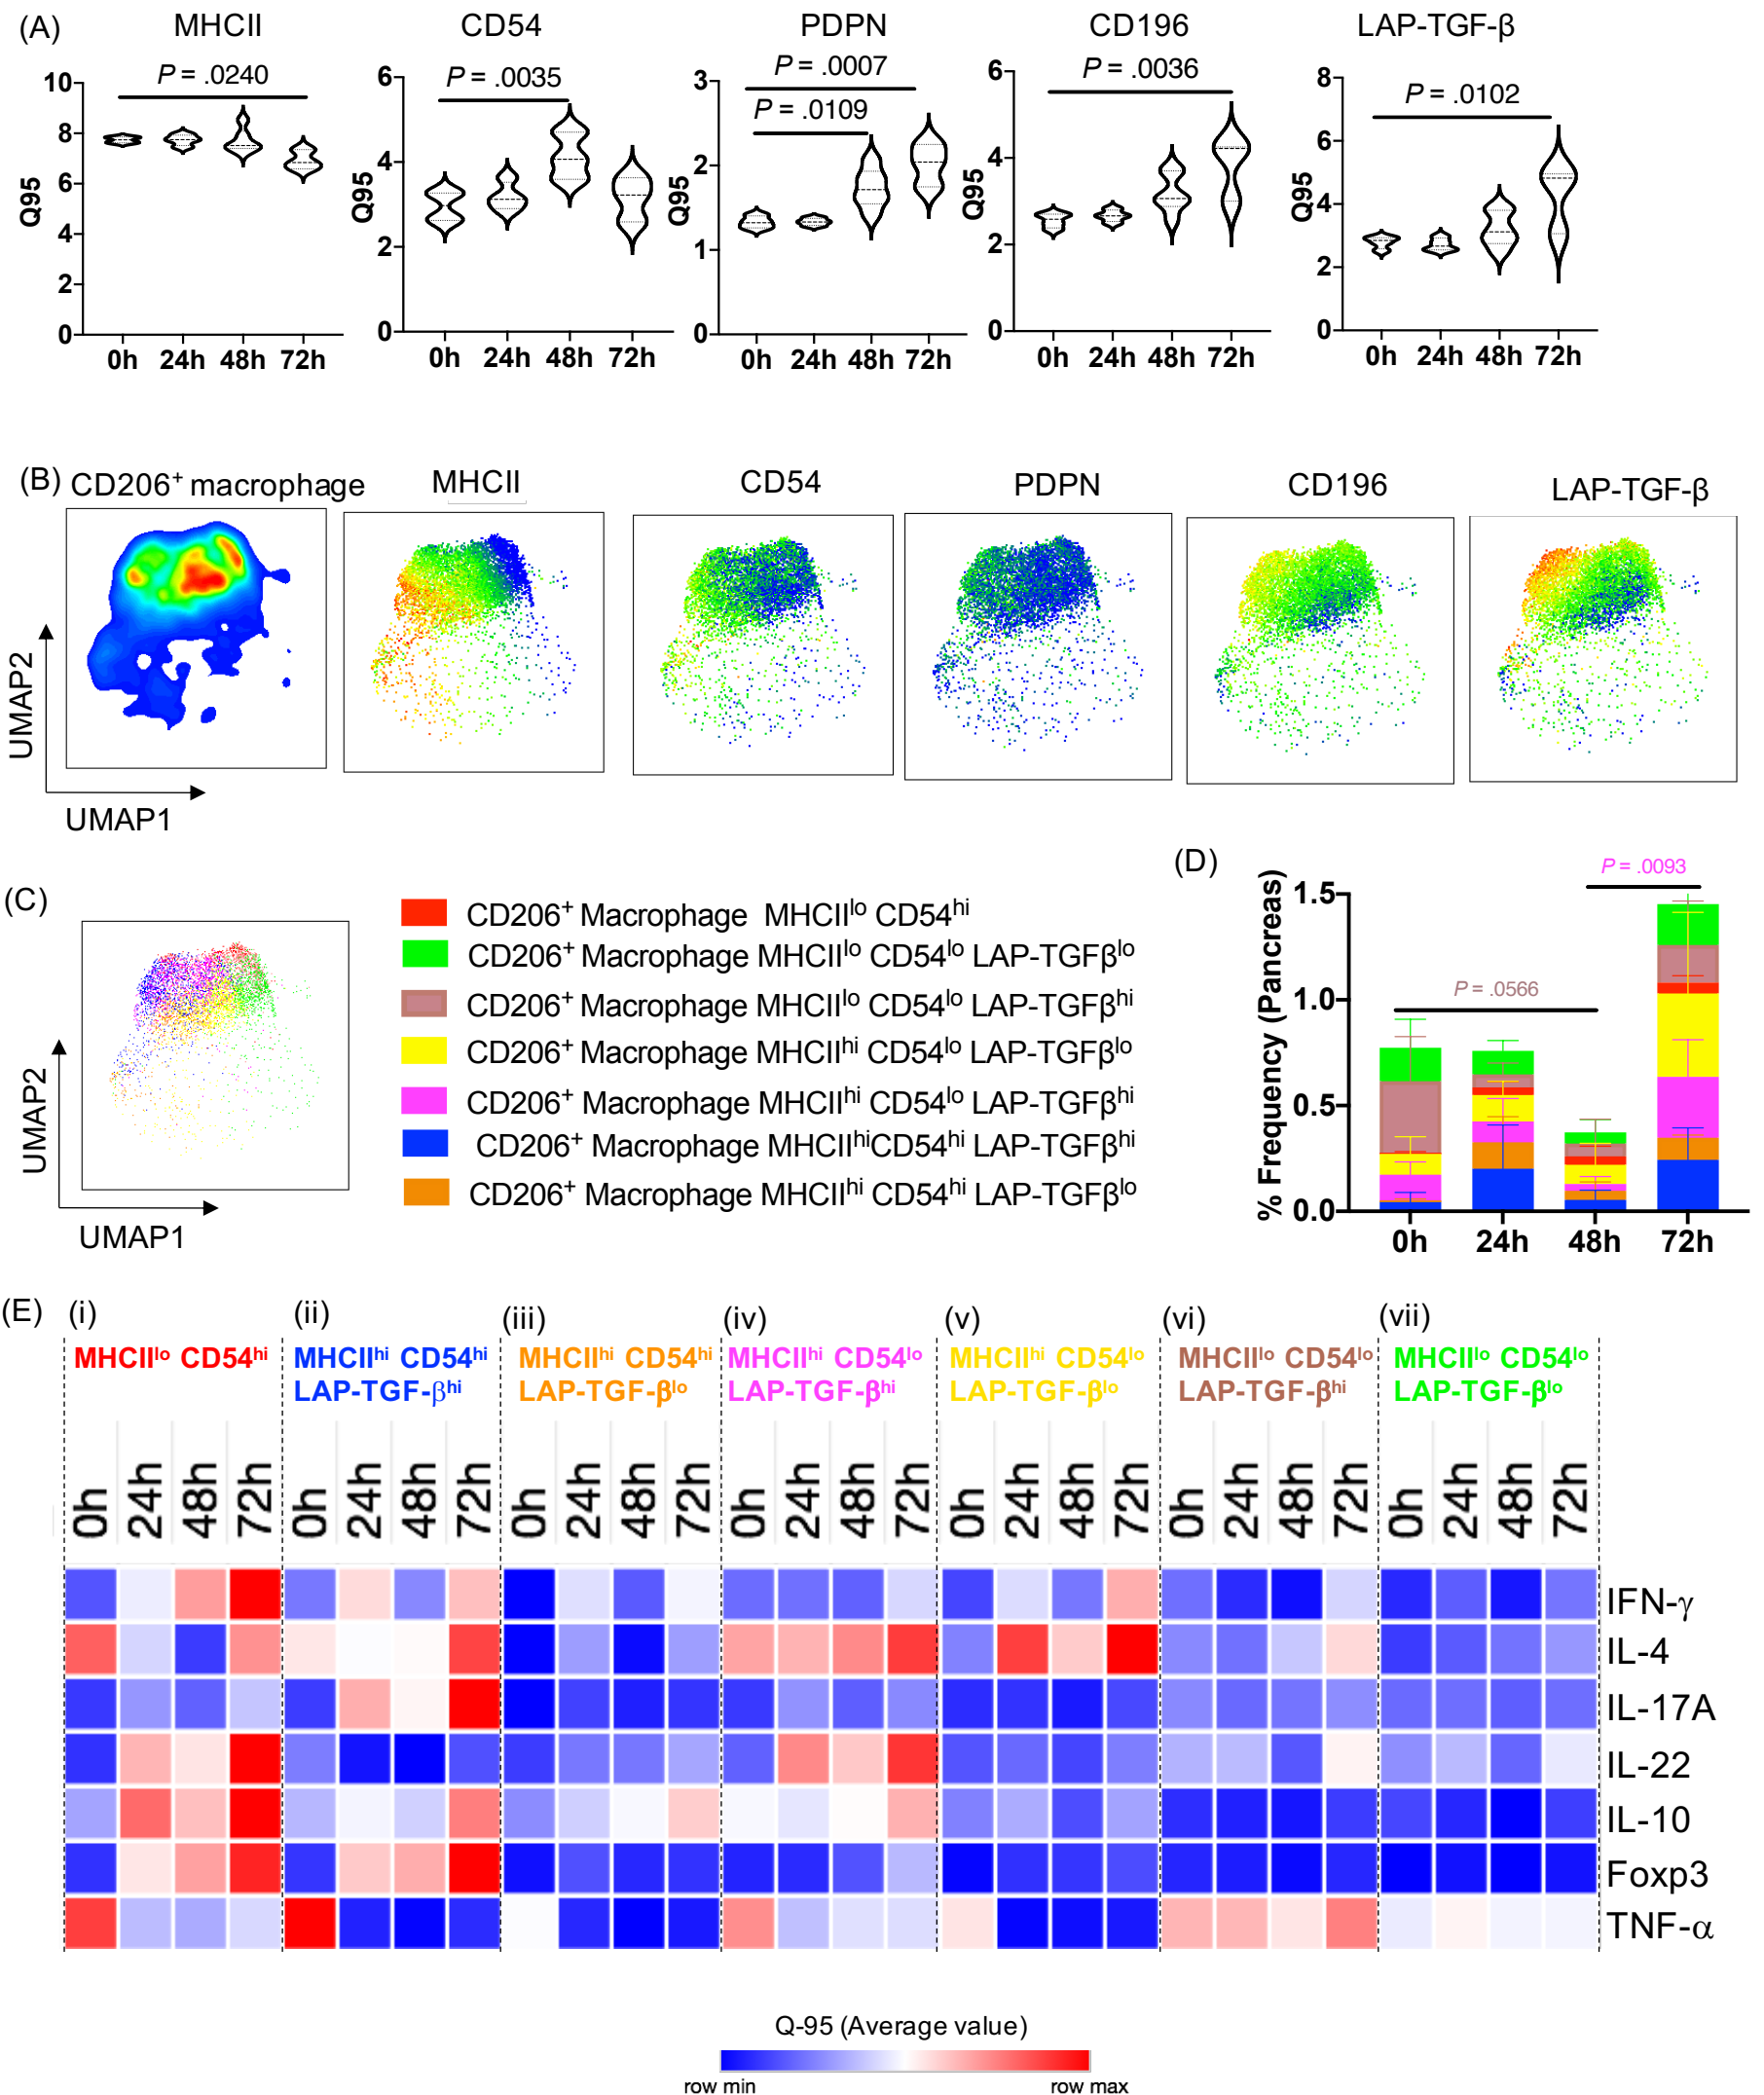 (A) MHCII CD54 PDPN CD196 LAP-TGF-β
P = .0240 P = .0035 P = .0007 P = .0109 P = .0036 P = .0102
Q95 10 8 6 4 2 0 0h 24h 48h 72h
Q95 6 4 2 0 0h 24h 48h 72h
Q95 3 2 1 0 0h 24h 48h 72h
Q95 6 4 2 0 0h 24h 48h 72h
Q95 8 6 4 2 0 0h 24h 48h 72h
(B) CD206+ macrophage MHCII CD54 PDPN CD196 LAP-TGF-β
UMAP2
UMAP1
(C)
UMAP2
UMAP1
CD206+ Macrophage MHCIIlo CD54hi
CD206+ Macrophage MHCIIlo CD54lo LAP-TGFβlo
CD206+ Macrophage MHCIIlo CD54lo LAP-TGFβhi
CD206+ Macrophage MHCIIhi CD54lo LAP-TGFβlo
CD206+ Macrophage MHCIIhi CD54lo LAP-TGFβhi
CD206+ Macrophage MHCIIhiCD54hi LAP-TGFβhi
CD206+ Macrophage MHCIIhi CD54hi LAP-TGFβlo
(D)
P = .0093
P = .0566
% Frequency (Pancreas)
1.5
1.0
0.5
0.0
0h 24h 48h 72h
(E) (i) (ii) (iii) (iv) (v) (vi) (vii)
MHCIIlo CD54hi MHCIIhi CD54hi MHCIIhi CD54hi MHCIIhi CD54lo MHCIIhi CD54lo MHCIIlo CD54lo MHCIIlo CD54lo
LAP-TGF-βhi LAP-TGF-βlo LAP-TGF-βhi LAP-TGF-βlo LAP-TGF-βhi LAP-TGF-βlo
0h 24h 48h 72h 0h 24h 48h 72h 0h 24h 48h 72h 0h 24h 48h 72h 0h 24h 48h 72h 0h 24h 48h 72h 0h 24h 48h 72h
IFN-γ
IL-4
IL-17A
IL-22
IL-10
Foxp3
TNF-α
Q-95 (Average value)
row min row max